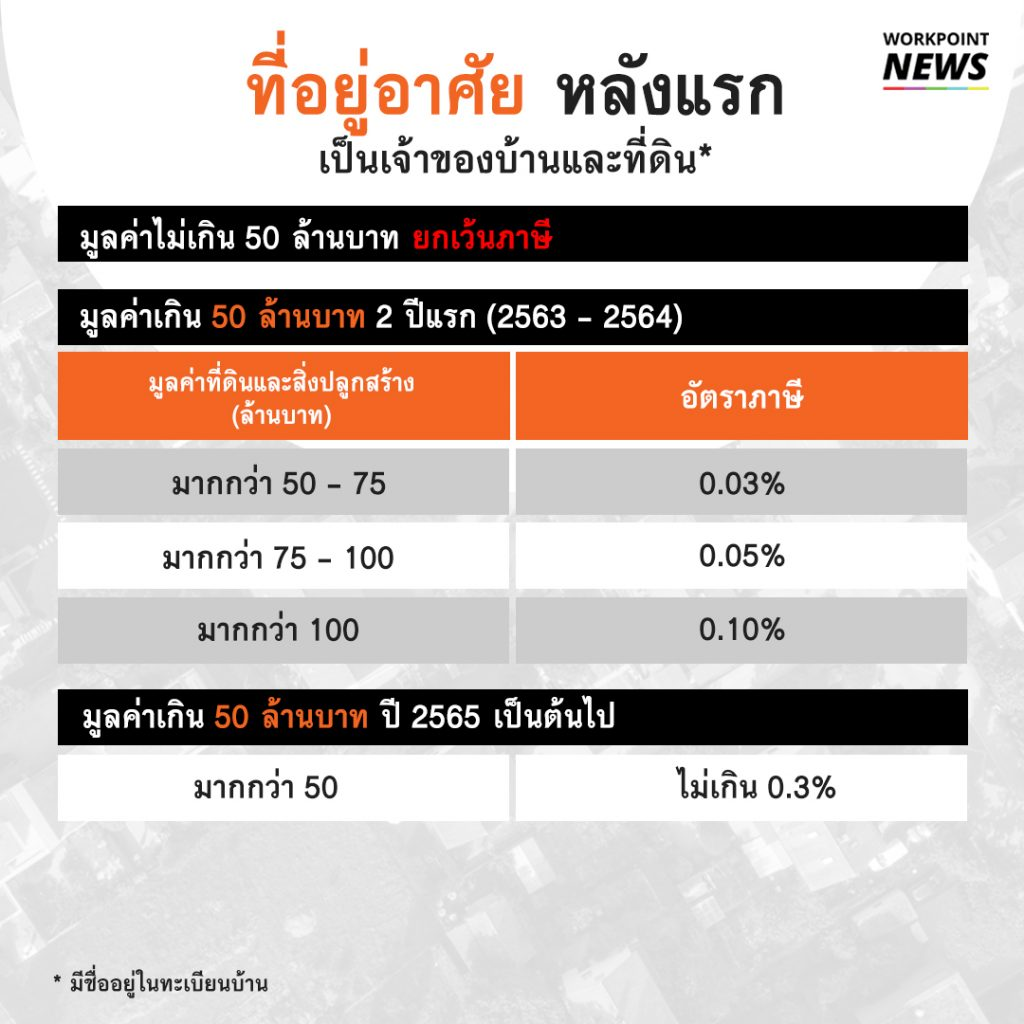 WORKPOINT
NEWS
ที่อยู่อาศัย หลังแรก
เป็นเจ้าของบ้านและที่ดิน*
มูลค่าไม่เกิน 50 ล้านบาท ยกเว้นภาษี
มูลค่าเกิน 50 ล้านบาท 2 ปีแรก (2563 – 2564)
มูลค่าที่ดินและสิ่งปลูกสร้าง
(ล้านบาท)
อัตราภาษี
มากกว่า 50 – 75
0.03%
มากกว่า 75 – 100
0.05%
มากกว่า 100
0.10%
มูลค่าเกิน 50 ล้านบาท ปี 2565 เป็นต้นไป
มากกว่า 50
ไม่เกิน 0.3%
* มีชื่ออยู่ในทะเบียนบ้าน